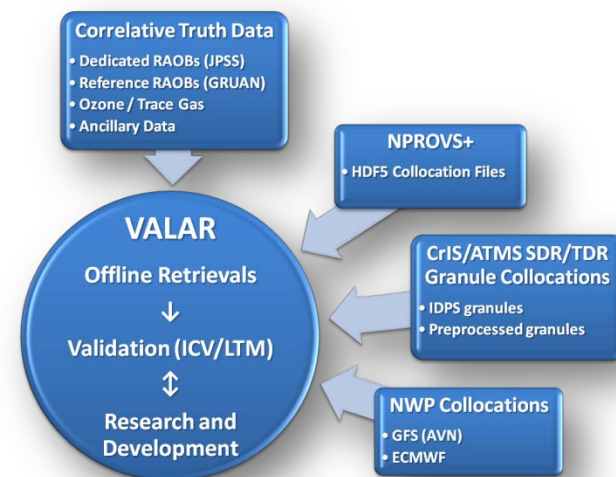 Correlative Truth Data
• Dedicated RAOBs (JPSS)
• Reference RAOBs (GRUAN)
• Ozone / Trace Gas
• Ancillary Data
NPROVS+
• HDF5 Collocation Files
VALAR
Offline Retrievals
↓
Validation (ICV/LTM)
↕
Research and
Development
CrIS/ATMS SDR/TDR
Granule Collocations
• IDPS granules
• Preprocessed granules
NWP Collocations
• GFS (AVN)
• ECMWF